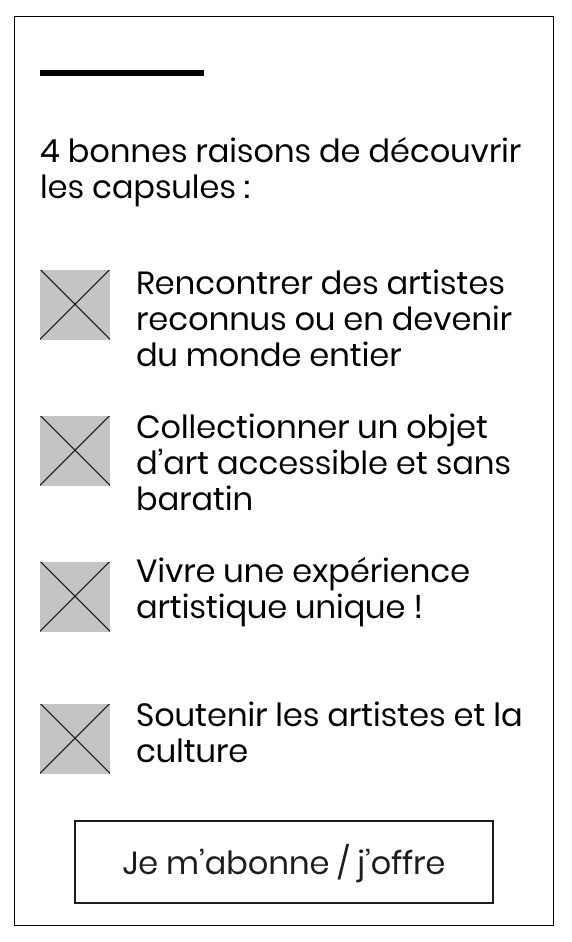 4 bonnes raisons de découvrir
les capsules :
Rencontrer des artistes
reconnus ou en devenir
du monde entier
Collectionner un objet
d’art accessible et sans
baratin
Vivre une expérience
artistique unique !
Soutenir les artistes et la
culture
Je m’abonne / j’offre